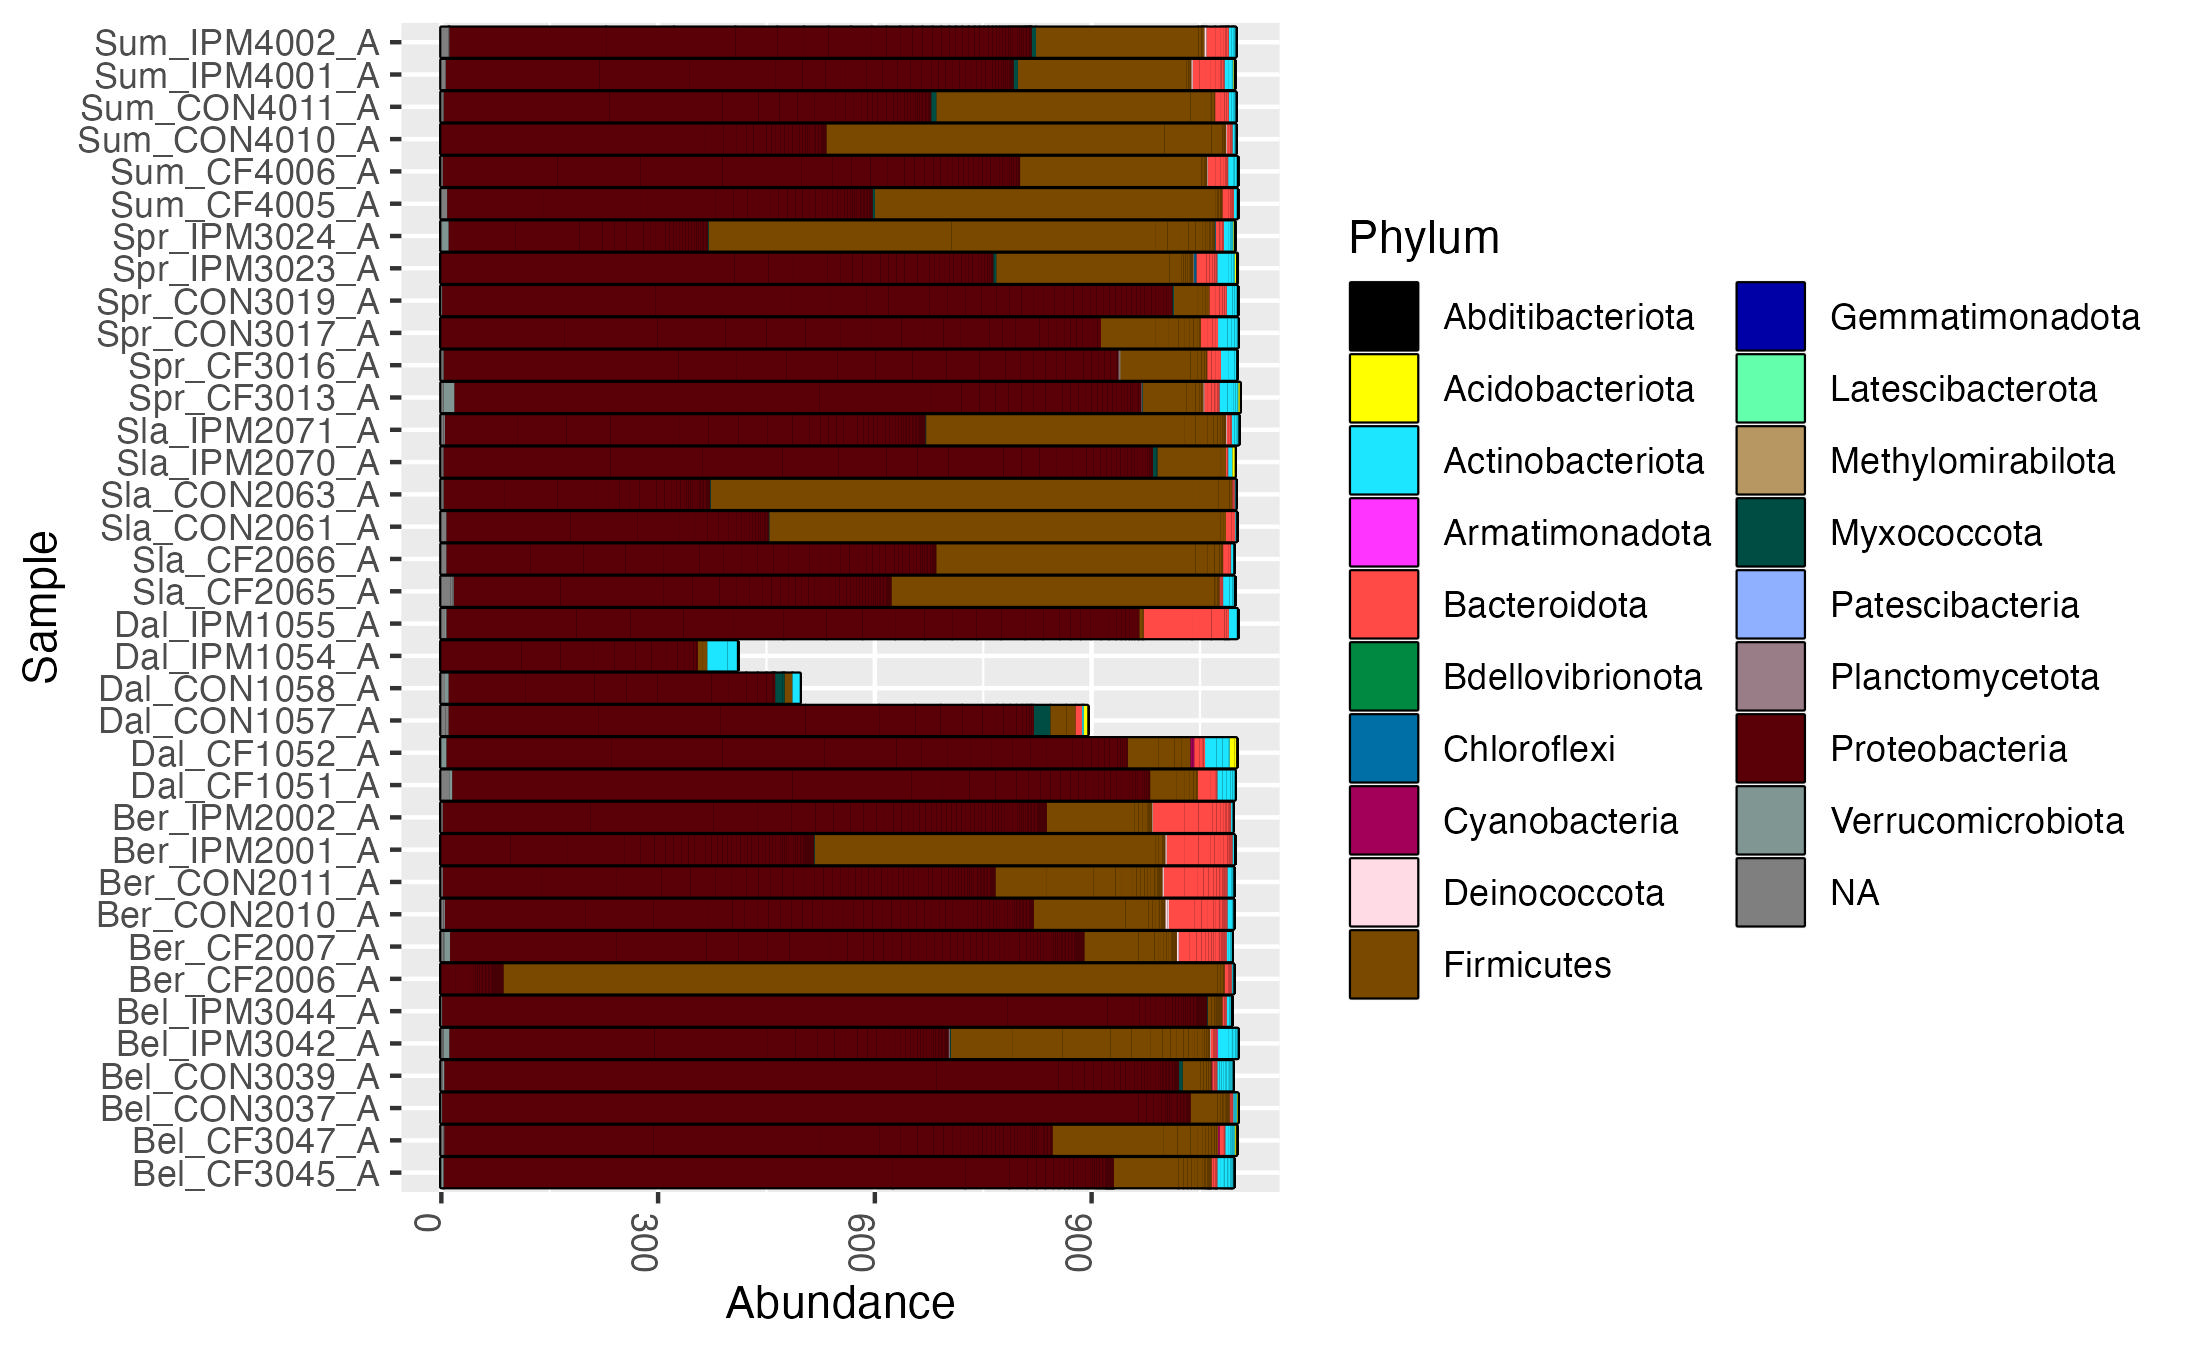 Sum_IPM4002_A
Sum_IPM4001_A
Sum_CON4011_A
Sum_CON4010_A
Sum_CF4006_A
Sum_CF4005_A
Spr_IPM3024_A
Spr_IPM3023_A
Spr_CON3019_A
Spr_CON3017_A
Spr_CF3016_A
Spr_CF3013_A
Sla_IPM2071_A
Sla_IPM2070_A
Sla_CON2063_A
Sla_CON2061_A
Sla_CF2066_A
Sla_CF2065_A
Dal_IPM1055_A
Dal_IPM1054_A
Dal_CON1058_A
Dal_CON1057_A
Dal_CF1052_A
Dal_CF1051_A
Ber_IPM2002_A
Ber_IPM2001_A
Ber_CON2011_A
Ber_CON2010_A
Ber_CF2007_A
Ber_CF2006_A
Bel_IPM3044_A
Bel_IPM3042_A
Bel_CON3039_A
Bel_CON3037_A
Bel_CF3047_A
Bel_CF3045_A
Sample
0
300
600
900
Abundance
Phylum
Abditibacteriota
Acidobacteriota
Actinobacteriota
Armatimonadota
Bacteroidota
Bdellovibrionota
Chloroflexi
Cyanobacteria
Deinococcota
Firmicutes
Gemmatimonadota
Latescibacterota
Methylomirabilota
Myxococcota
Patescibacteria
Planctomycetota
Proteobacteria
Verrucomicrobiota
NA